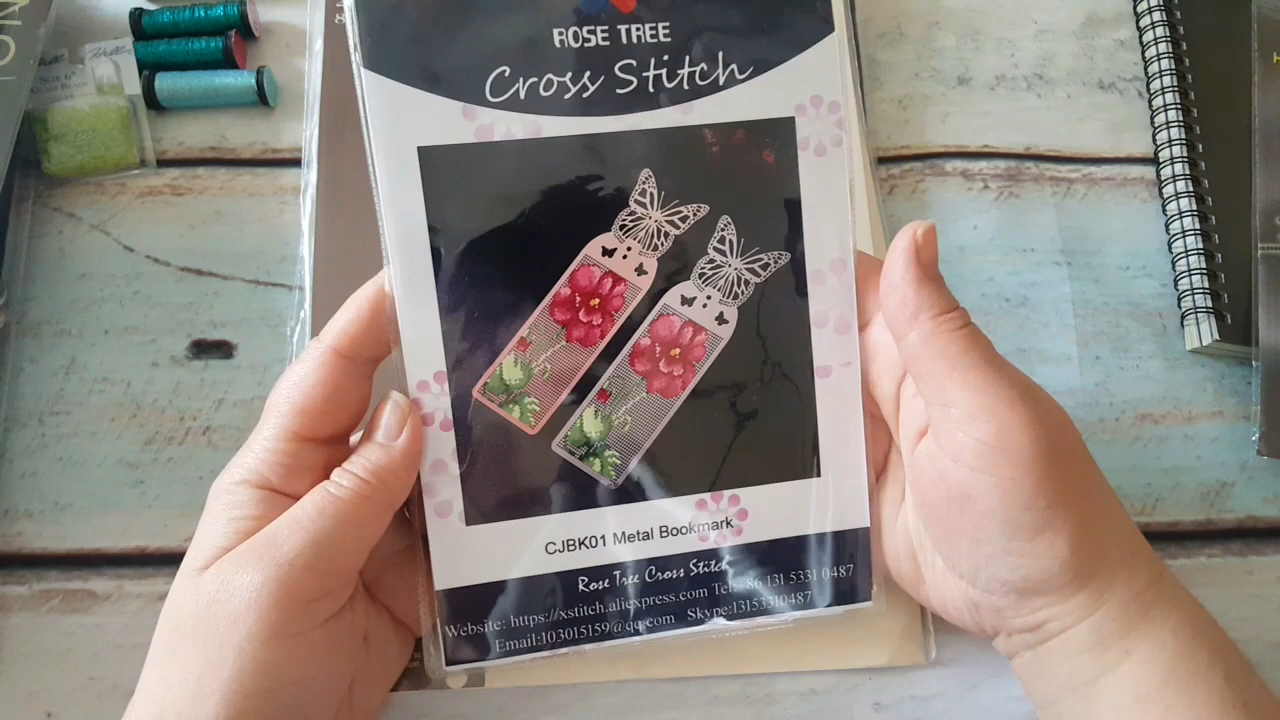 ROSE TREE
Cross Stitch
CJBK01 Metal Bookmark
Rose Tree Cross Stitch
Website: https://xstitch.aliexpress.com Tel:+86 131 5331 0487
Email:103015159@qq.com Skype:13153310487